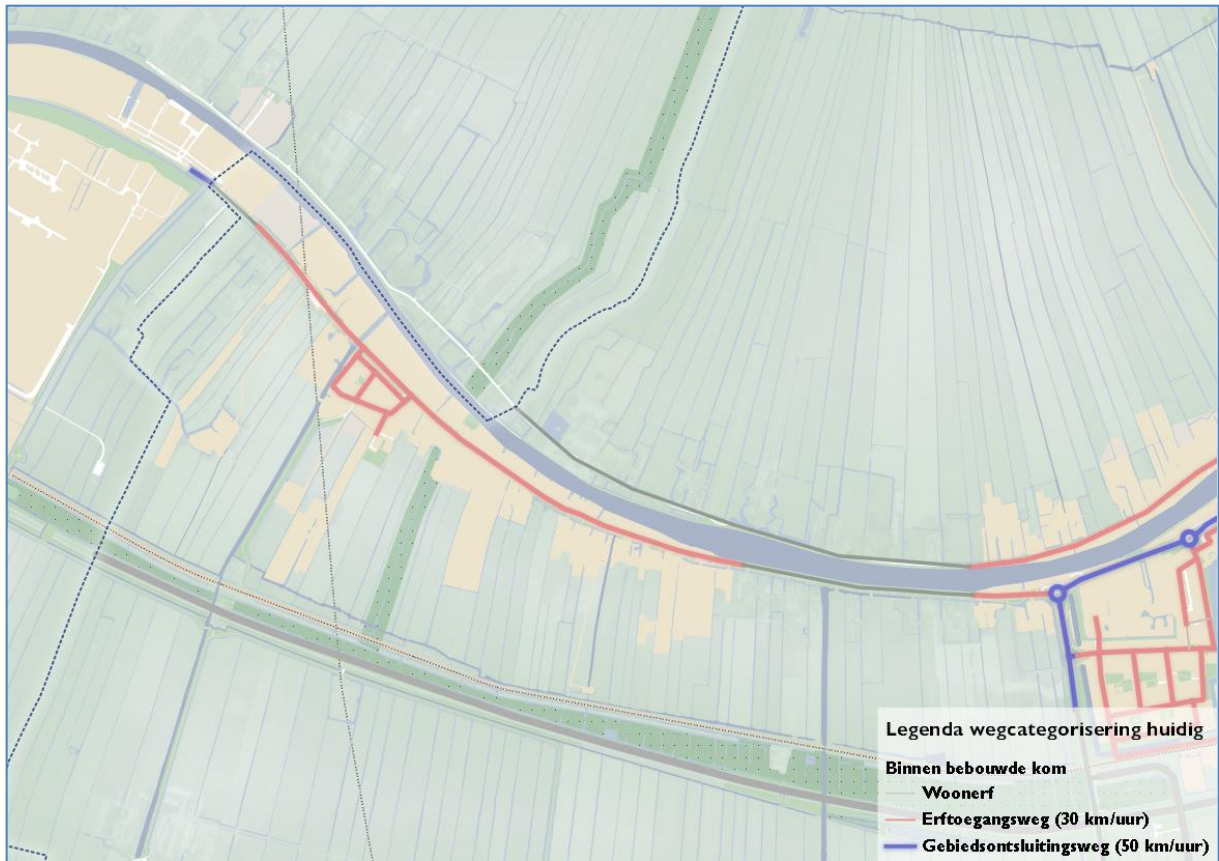 Legenda wegcategorisering huidig
Binnen bebouwde kom
Woonerf
Erftoegangsweg (30 km/uur)
Gebiedsontsluitingsweg (50 km/uur)